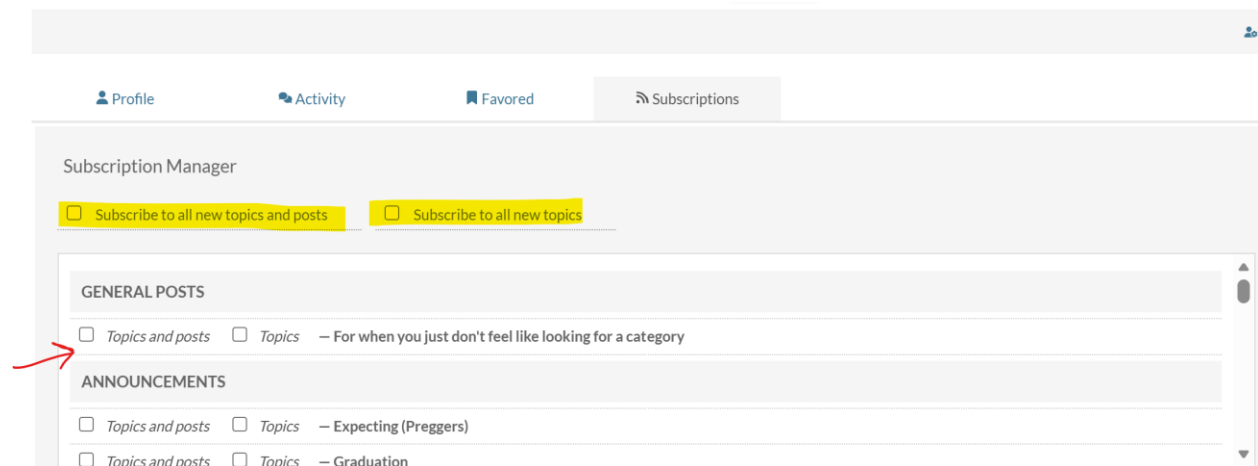 Profile Activity Favored Subscriptions
Subscription Manager
Subscribe to all new topics and posts Subscribe to all new topics
GENERAL POSTS
Topics and posts Topics — For when you just don't feel like looking for a category
ANNOUNCEMENTS
Topics and posts Topics — Expecting (Preggers)
Topics and posts Topics — Graduation